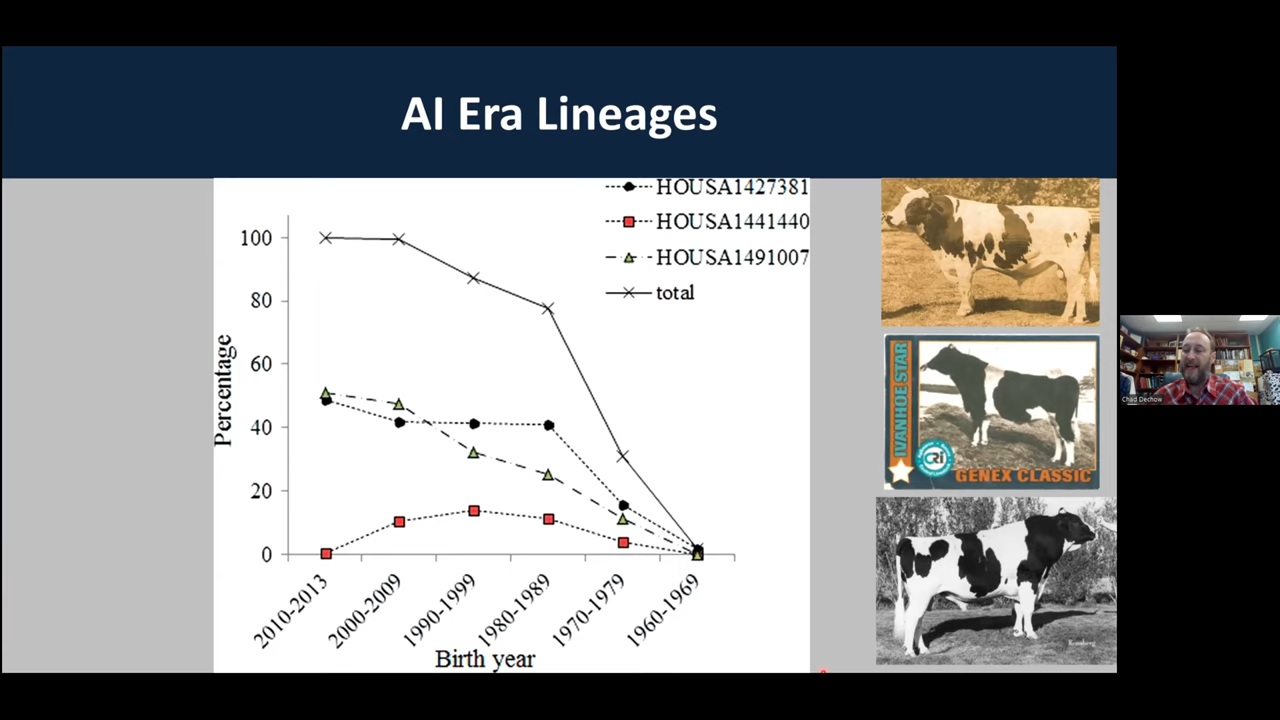 AI Era Lineages
HOUSA1427381
HOUSA1441440
HOUSA1491007
total
100
80
60
40
20
0
Percentage
2010-2013
2000-2009
1990-1999
1980-1989
1970-1979
1960-1969
Birth year
IVANHOE STAR
CRi
GENEX CLASSIC
Chad Dechow